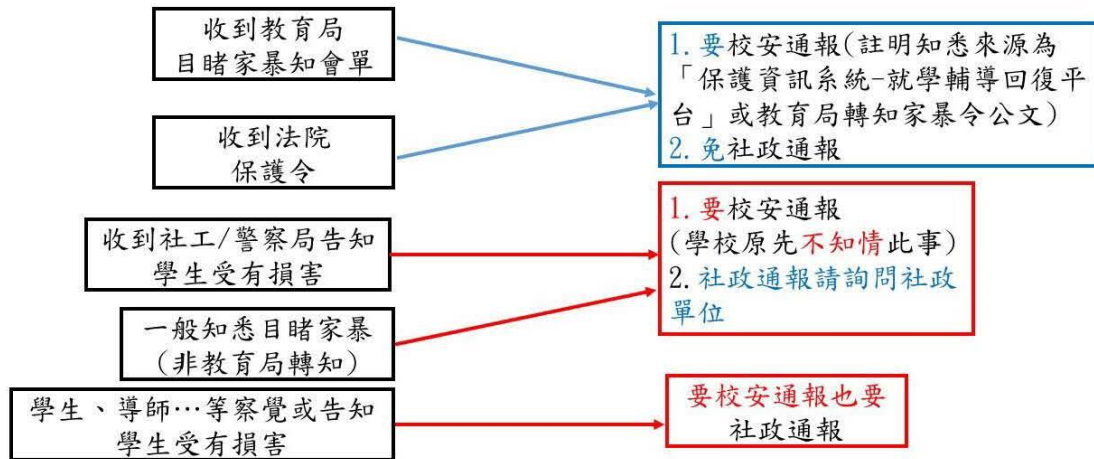 收到教育局
目睹家暴知會單
收到法院
保護令
收到社工/警察局告知
學生受有損害
一般知悉目睹家暴
(非教育局轉知)
學生、導師…等察覺或告知
學生受有損害
1.要校安通報(註明知悉來源為
「保護資訊系統-就學輔導回復平
台」或教育局轉知家暴令公文)
2.免社政通報
1.要校安通報
(學校原先不知情此事)
2.社政通報請詢問社政
單位
要校安通報也要
社政通報